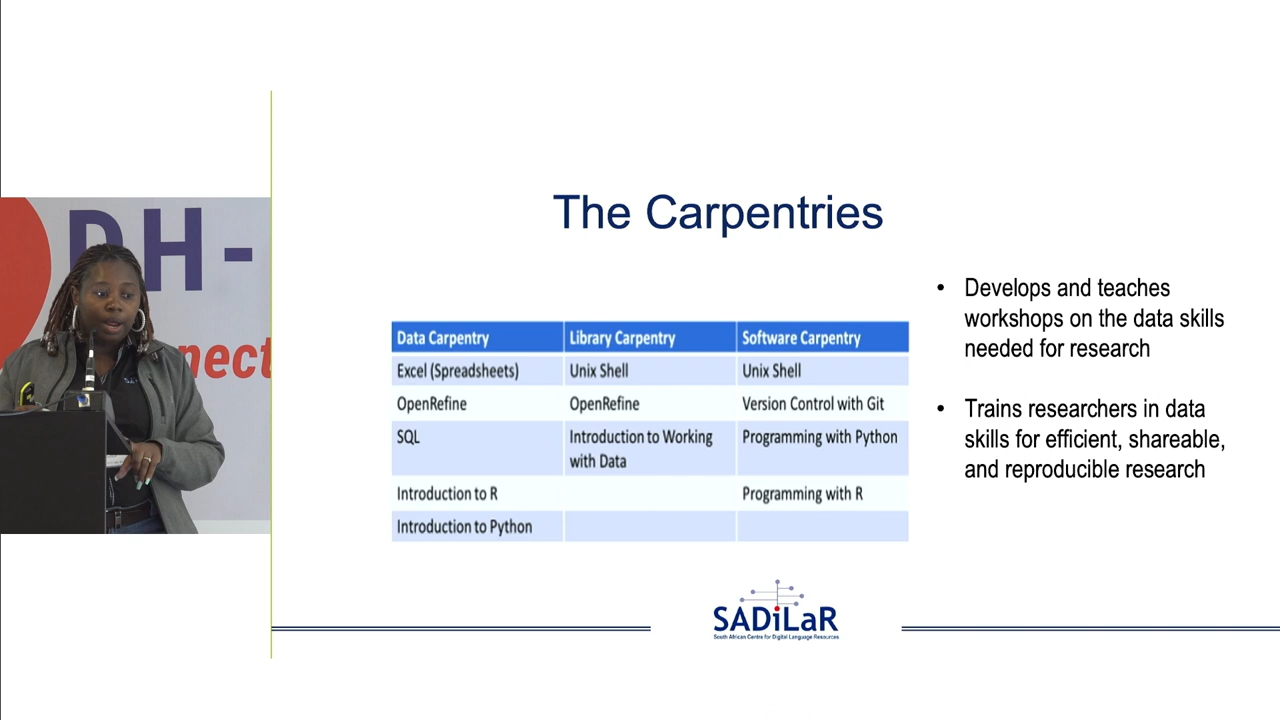 DH-
nect
The Carpentries
Data Carpentry Library Carpentry Software Carpentry
Excel (Spreadsheets) Unix Shell Unix Shell
OpenRefine OpenRefine Version Control with Git
SQL Introduction to Working Programming with Python
with Data
Introduction to R Programming with R
Introduction to Python
• Develops and teaches
workshops on the data skills
needed for research
• Trains researchers in data
skills for efficient, shareable,
and reproducible research
SADiLaR
South African Centre for Digital Language Resources